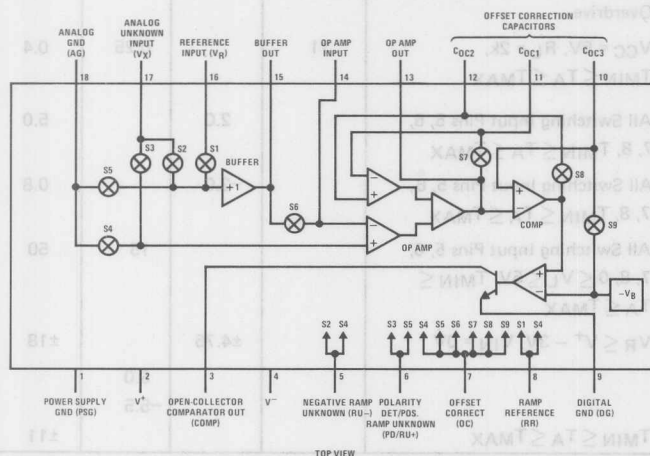 ANALOG GND (AG)
ANALOG UNKNOWN INPUT (VX)
REFERENCE INPUT (VR)
BUFFER OUT
OP AMP INPUT
OP AMP OUT
OFFSET CORRECTION CAPACITORS
COC2 COC1 COC3
18 17 16 15 14 13 12 11 10
S3 S2 S1
S5
BUFFER
+1
S7
S8
S6
COMP
S4
OP AMP
S9
−VB
S2 S4
S3 S5
S4 S5 S6 S7 S8 S9
S1 S4
1 2 3 4 5 6 7 8 9
POWER SUPPLY GND (PSG)
V+
OPEN-COLLECTOR COMPARATOR OUT (COMP)
V−
NEGATIVE RAMP UNKNOWN (RU−)
POLARITY DET/POS. RAMP UNKNOWN (PD/RU+)
OFFSET CORRECT (OC)
RAMP REFERENCE (RR)
DIGITAL GND (DG)
TOP VIEW